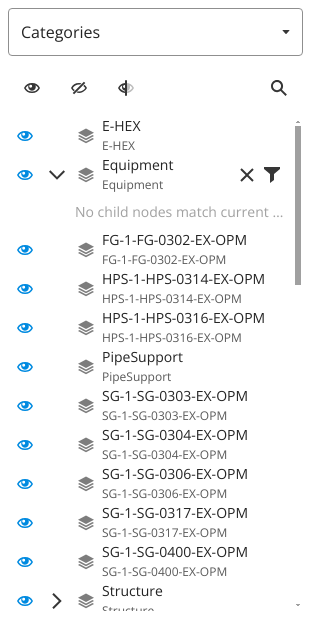 Categories
E-HEX
E-HEX
Equipment
Equipment
No child nodes match current ...
FG-1-FG-0302-EX-OPM
FG-1-FG-0302-EX-OPM
HPS-1-HPS-0314-EX-OPM
HPS-1-HPS-0314-EX-OPM
HPS-1-HPS-0316-EX-OPM
HPS-1-HPS-0316-EX-OPM
PipeSupport
PipeSupport
SG-1-SG-0303-EX-OPM
SG-1-SG-0303-EX-OPM
SG-1-SG-0304-EX-OPM
SG-1-SG-0304-EX-OPM
SG-1-SG-0306-EX-OPM
SG-1-SG-0306-EX-OPM
SG-1-SG-0317-EX-OPM
SG-1-SG-0317-EX-OPM
SG-1-SG-0400-EX-OPM
SG-1-SG-0400-EX-OPM
Structure
Structure